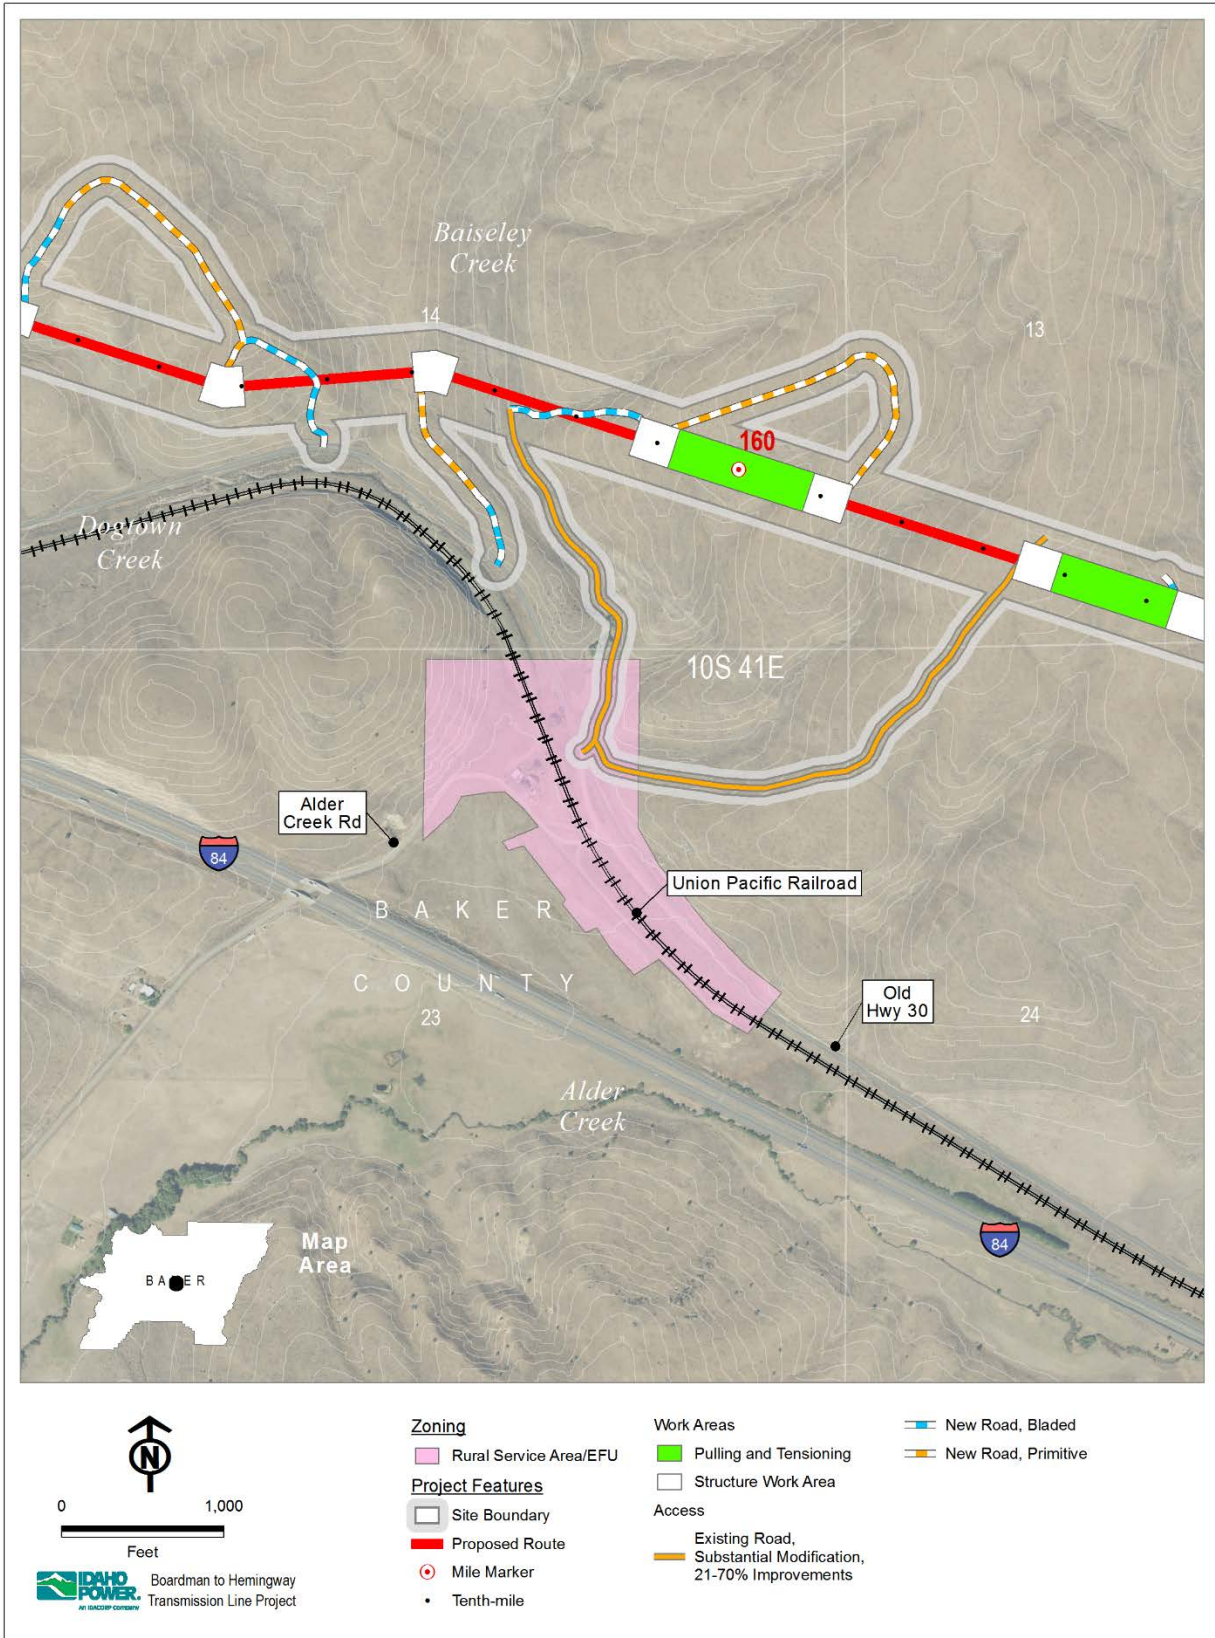 Baiseley
Creek
14
13
160
Dogtown
Creek
10S 41E
Alder
Creek Rd
84
Union Pacific Railroad
BAKER
COUNTY
23
Old
Hwy 30
24
Alder
Creek
84
Map
Area
BAKER
N
0 1,000
Feet
IDAHO
POWER.
AN IDACORP COMPANY
Boardman to Hemingway
Transmission Line Project
Zoning
Rural Service Area/EFU
Project Features
Site Boundary
Proposed Route
Mile Marker
Tenth-mile
Work Areas
Pulling and Tensioning
Structure Work Area
Access
Existing Road,
Substantial Modification,
21-70% Improvements
New Road, Bladed
New Road, Primitive